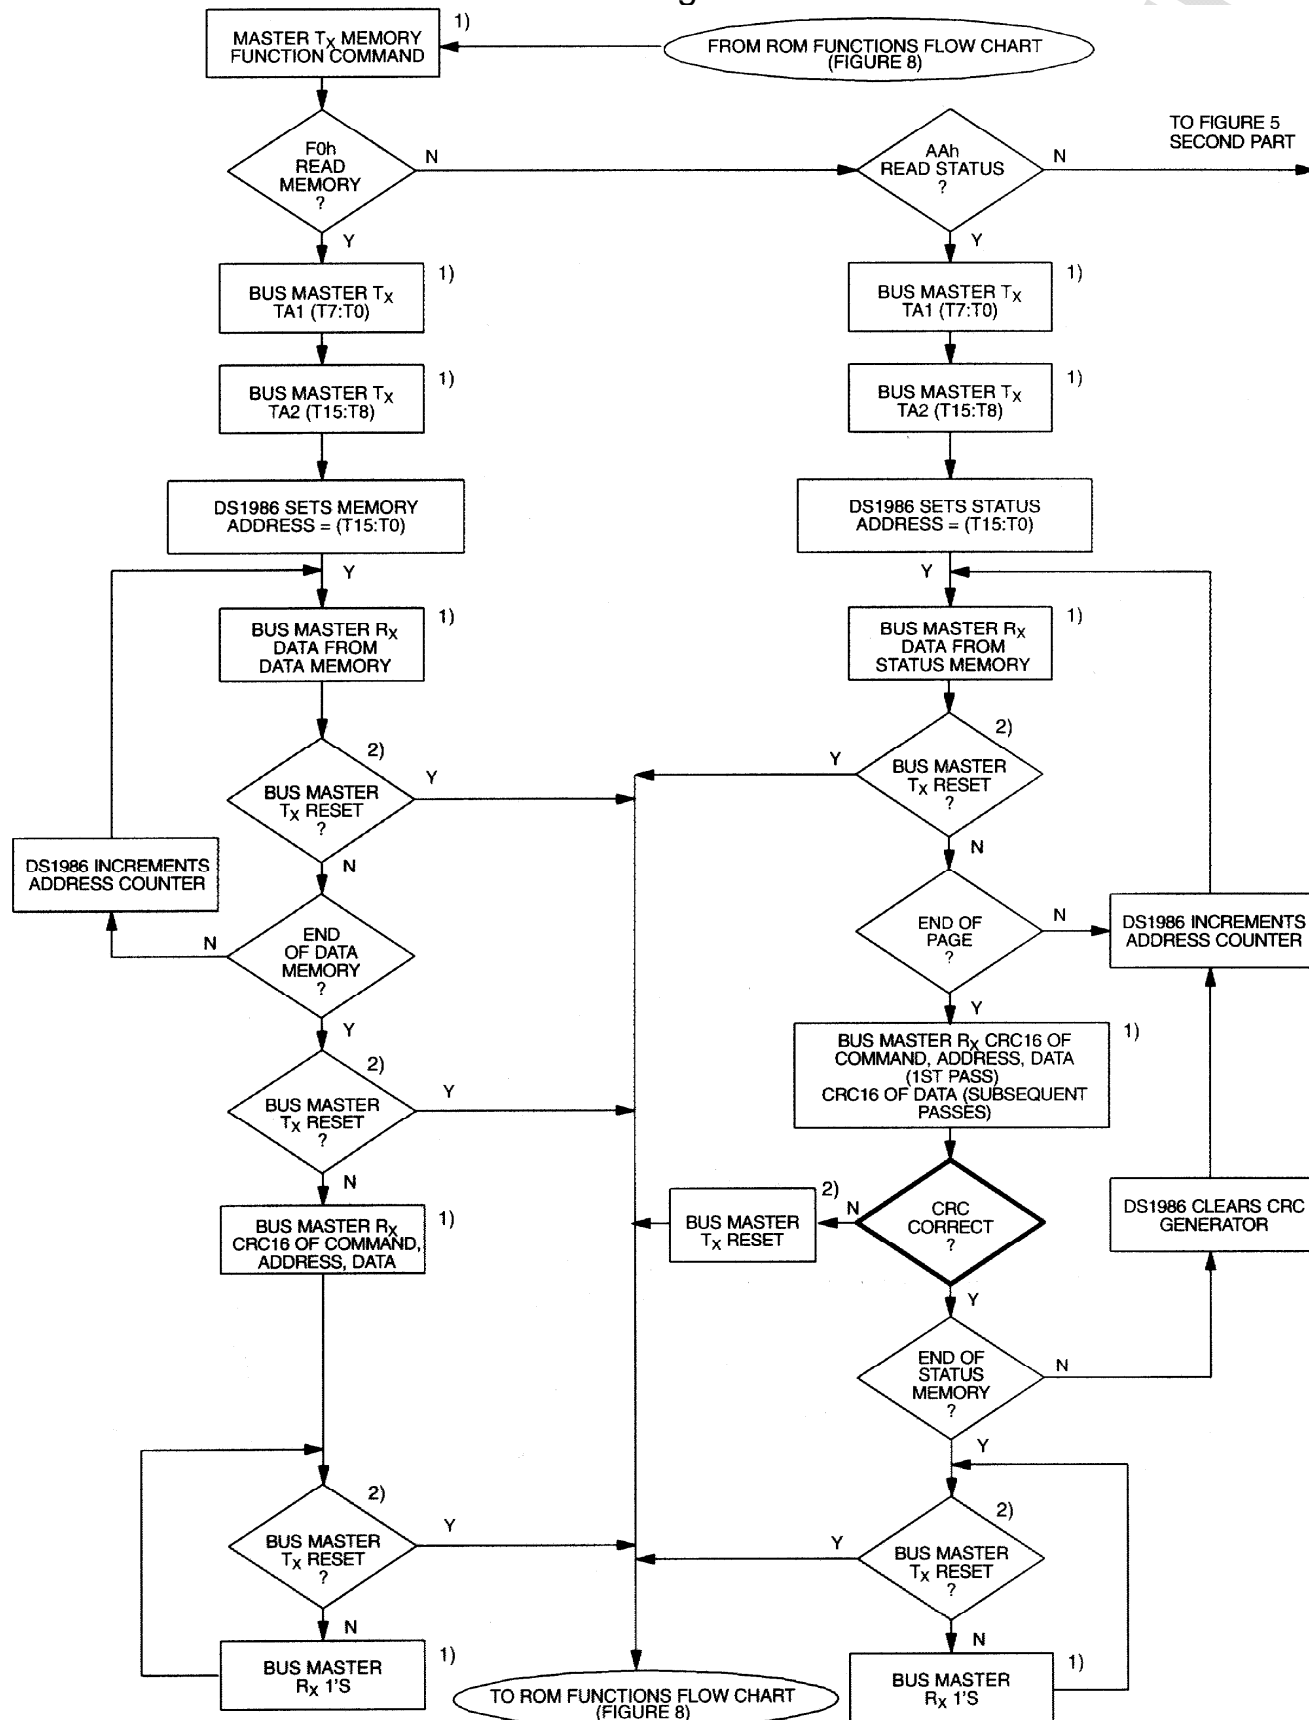 MASTER TX MEMORY
FUNCTION COMMAND
1)
FROM ROM FUNCTIONS FLOW CHART
(FIGURE 8)
F0h
READ
MEMORY
?
N
Y
AAh
READ STATUS
?
N
Y
TO FIGURE 5
SECOND PART
BUS MASTER TX
TA1 (T7:T0)
1)
BUS MASTER TX
TA2 (T15:T8)
1)
DS1986 SETS MEMORY
ADDRESS = (T15:T0)
Y
BUS MASTER RX
DATA FROM
DATA MEMORY
1)
2)
BUS MASTER
TX RESET
?
Y
N
DS1986 INCREMENTS
ADDRESS COUNTER
END
OF DATA
MEMORY
?
N
Y
2)
BUS MASTER
TX RESET
?
Y
N
BUS MASTER RX
CRC16 OF COMMAND,
ADDRESS, DATA
1)
2)
BUS MASTER
TX RESET
?
Y
N
BUS MASTER
RX 1'S
1)
BUS MASTER TX
TA1 (T7:T0)
1)
BUS MASTER TX
TA2 (T15:T8)
1)
DS1986 SETS STATUS
ADDRESS = (T15:T0)
Y
BUS MASTER RX
DATA FROM
STATUS MEMORY
1)
2)
BUS MASTER
TX RESET
?
Y
N
END OF
PAGE
?
N
Y
DS1986 INCREMENTS
ADDRESS COUNTER
BUS MASTER RX CRC16 OF
COMMAND, ADDRESS, DATA
(1ST PASS)
CRC16 OF DATA (SUBSEQUENT
PASSES)
1)
CRC
CORRECT
?
N
Y
2)
BUS MASTER
TX RESET
DS1986 CLEARS CRC
GENERATOR
END OF
STATUS
MEMORY
?
N
Y
2)
BUS MASTER
TX RESET
?
Y
N
BUS MASTER
RX 1'S
1)
TO ROM FUNCTIONS FLOW CHART
(FIGURE 8)